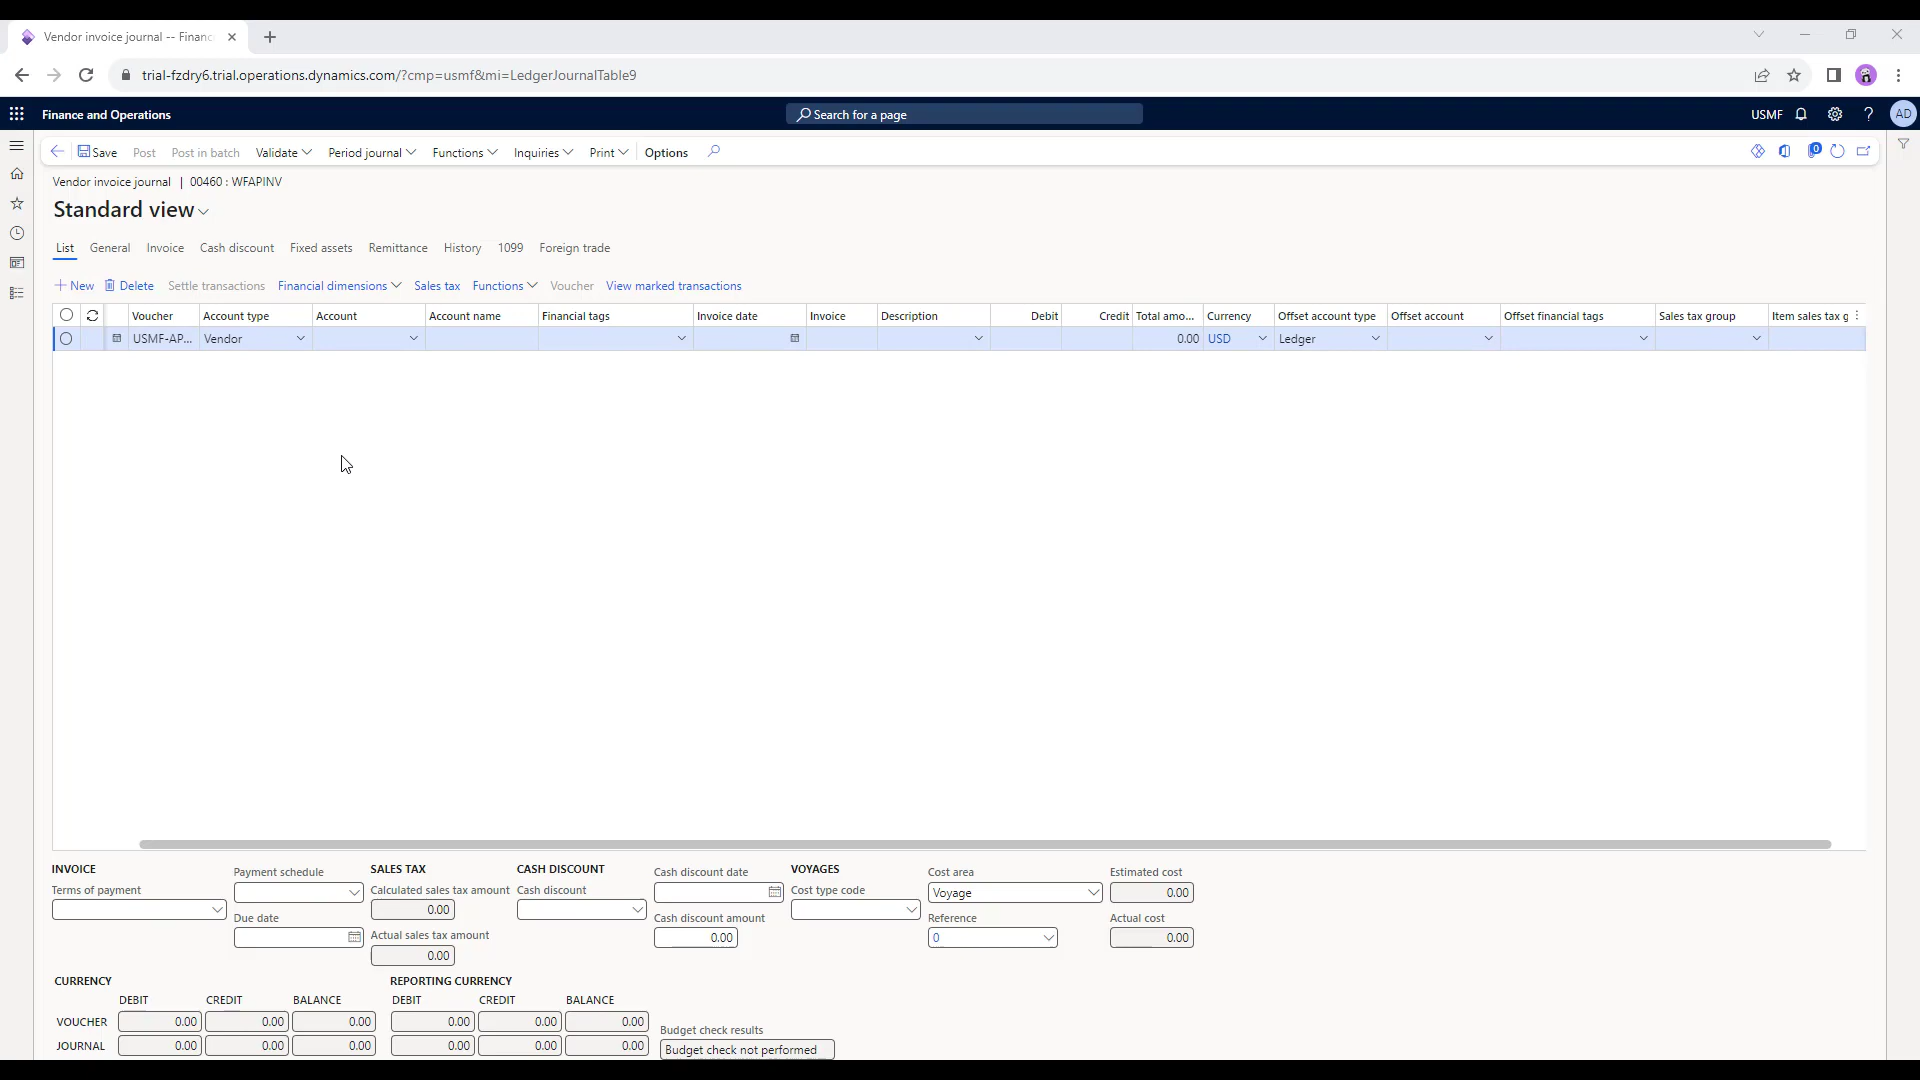 Vendor invoice journal -- Financ
trial-fzdry6.trial.operations.dynamics.com/?cmp=usmf&mi=LedgerJournalTable9
Finance and Operations
Search for a page
USMF
?
AD
Save Post Post in batch Validate Period journal Functions Inquiries Print Options
0
Vendor invoice journal | 00460 : WFAPINV
Standard view
List General Invoice Cash discount Fixed assets Remittance History 1099 Foreign trade
+ New Delete Settle transactions Financial dimensions Sales tax Functions Voucher View marked transactions
Voucher Account type Account Account name Financial tags Invoice date Invoice Description Debit Credit Total amo... Currency Offset account type Offset account Offset financial tags Sales tax group Item sales tax g
USMF-AP... Vendor 0.00 USD Ledger
INVOICE
Terms of payment
Payment schedule
Due date
SALES TAX
Calculated sales tax amount
0.00
Actual sales tax amount
0.00
CASH DISCOUNT
Cash discount
Cash discount date
Cash discount amount
0.00
VOYAGES
Cost type code
Cost area
Voyage
Reference
0
Estimated cost
0.00
Actual cost
0.00
CURRENCY REPORTING CURRENCY
DEBIT CREDIT BALANCE DEBIT CREDIT BALANCE
VOUCHER 0.00 0.00 0.00 0.00 0.00 0.00
JOURNAL 0.00 0.00 0.00 0.00 0.00 0.00
Budget check results
Budget check not performed